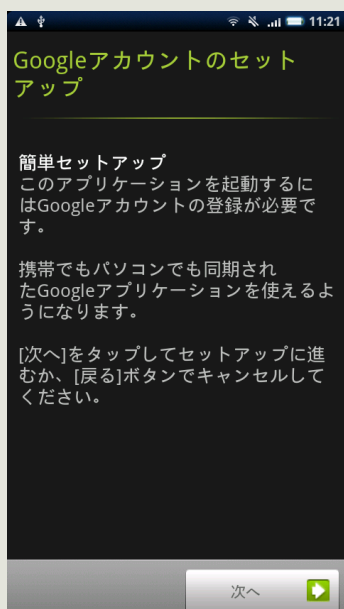 11:21
Googleアカウントのセット
アップ
簡単セットアップ
このアプリケーションを起動するに
はGoogleアカウントの登録が必要で
す。
携帯でもパソコンでも同期され
たGoogleアプリケーションを使えるよ
うになります。
[次へ]をタップしてセットアップに進
むか、[戻る]ボタンでキャンセルして
ください。
次へ